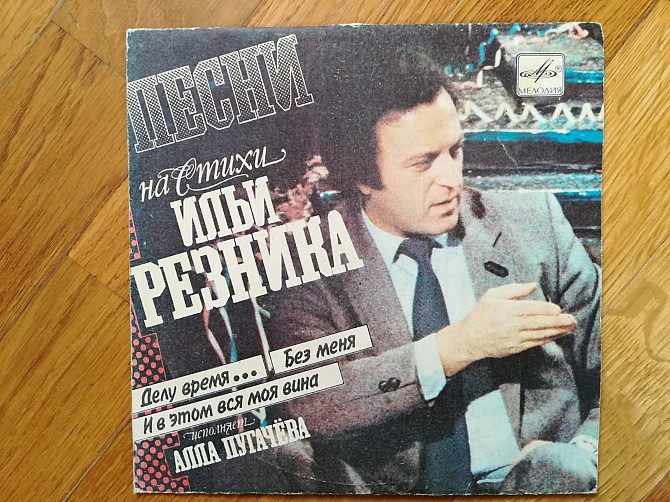 ПЕСНИ
на Стихи
ИЛЬИ
РЕЗНИКА
МЕЛОДИЯ
Делу время...
Без меня
И в этом вся моя вина
исполняет
АЛЛА ПУГАЧЁВА